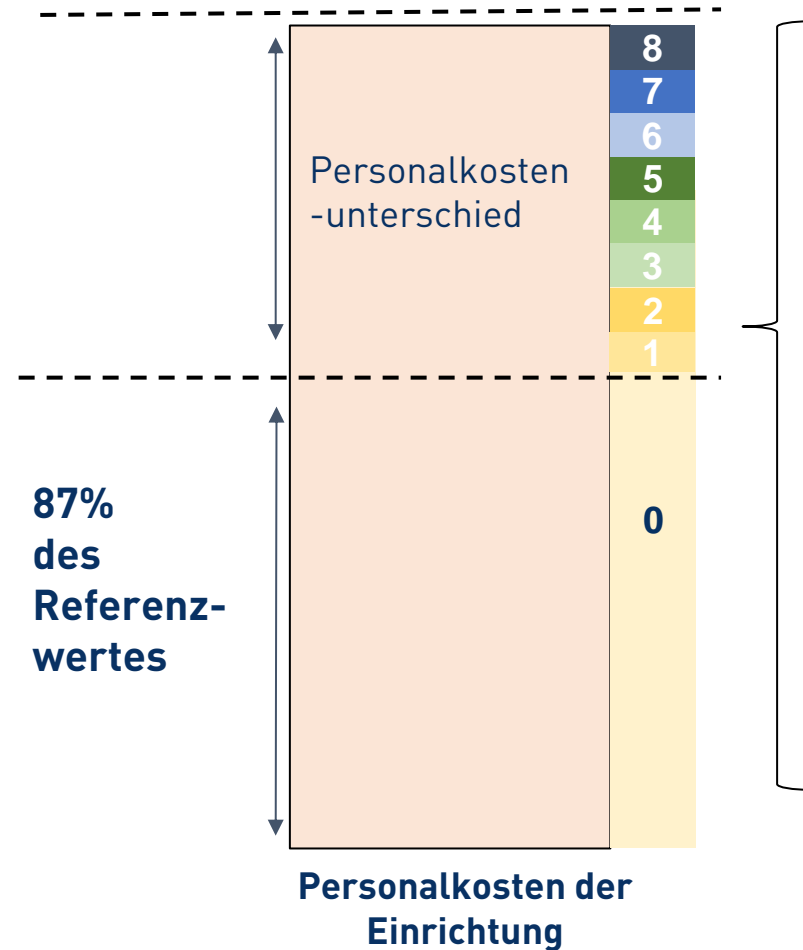 8
7
6
Personalkosten
-unterschied
5
4
3
2
1
87%
des
Referenz-
wertes
0
Personalkosten der
Einrichtung